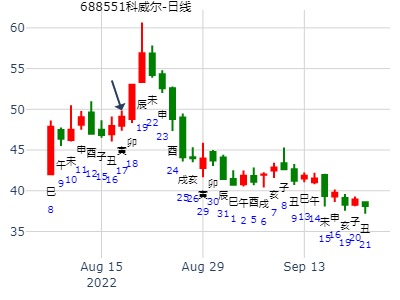 688551科威尔-日线
60
55
50
45
40
35
巳
8
午
9
未
10
申
11
酉
12
子
15
丑
16
寅
17
卯
18
辰
19
未
22
申
23
酉
24
戌
25
亥
26
寅
29
卯
30
辰
31
巳
1
午
2
酉
5
戌
6
亥
7
子
8
丑
9
巳
13
午
14
未
15
申
16
亥
19
子
20
丑
21
Aug 15
2022
Aug 29
Sep 13